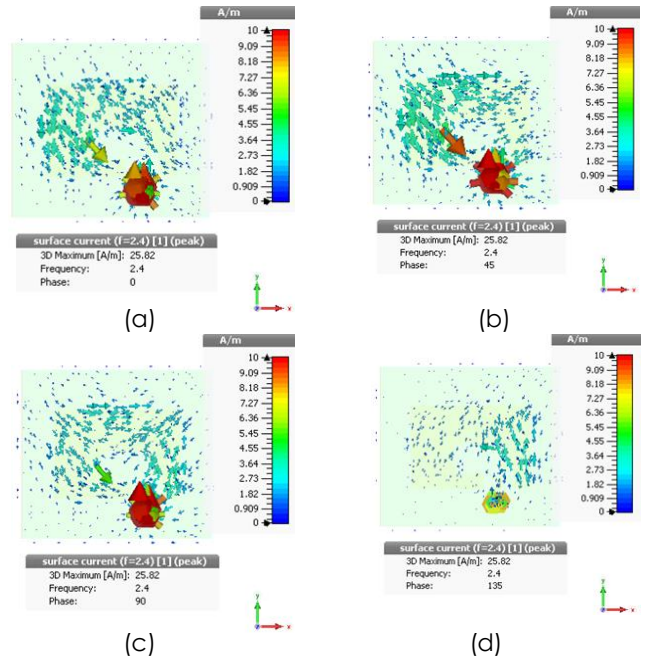 A/m
10
9.09
8.18
7.27
6.36
5.45
4.55
3.64
2.73
1.82
0.909
0
surface current (f=2.4) [1] (peak)
3D Maximum [A/m]: 25.82
Frequency: 2.4
Phase: 0
y
x
(a)
A/m
10
9.09
8.18
7.27
6.36
5.45
4.55
3.64
2.73
1.82
0.909
0
surface current (f=2.4) [1] (peak)
3D Maximum [A/m]: 25.82
Frequency: 2.4
Phase: 45
y
x
(b)
A/m
10
9.09
8.18
7.27
6.36
5.45
4.55
3.64
2.73
1.82
0.909
0
surface current (f=2.4) [1] (peak)
3D Maximum [A/m]: 25.82
Frequency: 2.4
Phase: 90
y
x
(c)
A/m
10
9.09
8.18
7.27
6.36
5.45
4.55
3.64
2.73
1.82
0.909
0
surface current (f=2.4) [1] (peak)
3D Maximum [A/m]: 25.82
Frequency: 2.4
Phase: 135
y
x
(d)